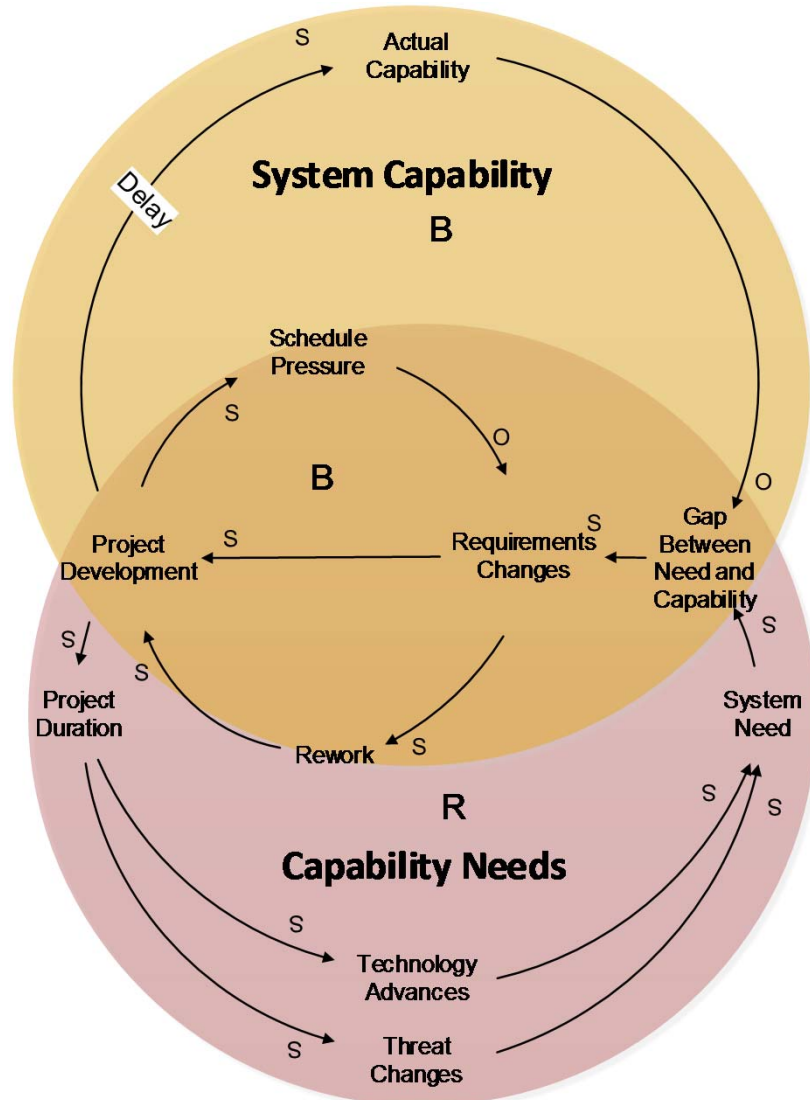 S
Actual
Capability
Delay
System Capability
B
Schedule
Pressure
S
O
B
O
Project
Development
S
Requirements
Changes
S
Gap
Between
Need and
Capability
S
S
S
Project
Duration
System
Need
Rework
S
R
S
S
Capability Needs
S
Technology
Advances
S
Threat
Changes